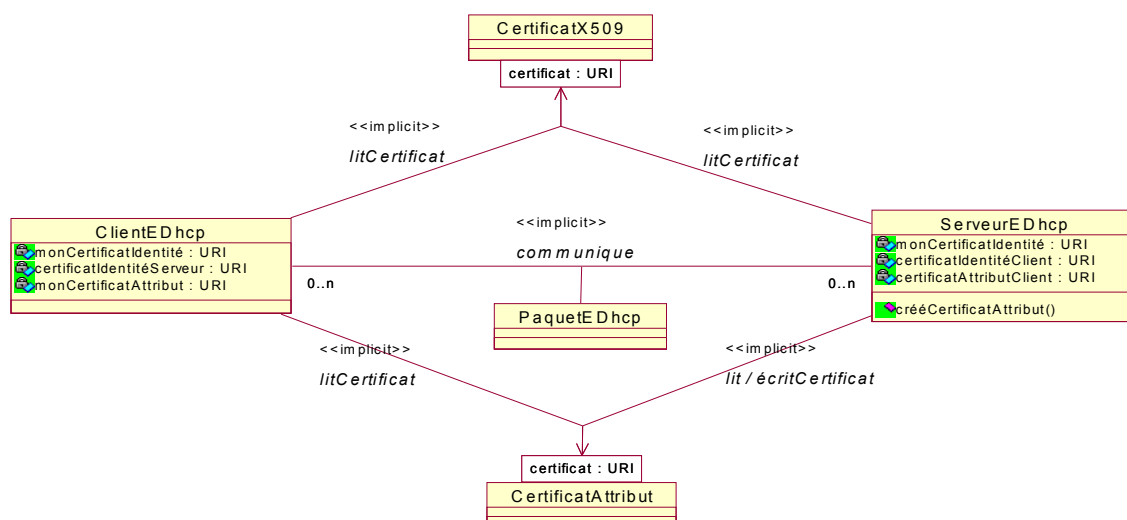 CertificatX509
certificat : URI
<<implicit>>
litCertificat
<<implicit>>
litCertificat
ClientEDhcp
monCertificatIdentité : URI
certificatIdentitéServeur : URI
monCertificatAttribut : URI
<<implicit>>
communique
0..n
0..n
ServeurEDhcp
monCertificatIdentité : URI
certificatIdentitéClient : URI
certificatAttributClient : URI
crééCertificatAttribut()
PaquetEDhcp
<<implicit>>
litCertificat
<<implicit>>
lit / écritCertificat
certificat : URI
CertificatAttribut